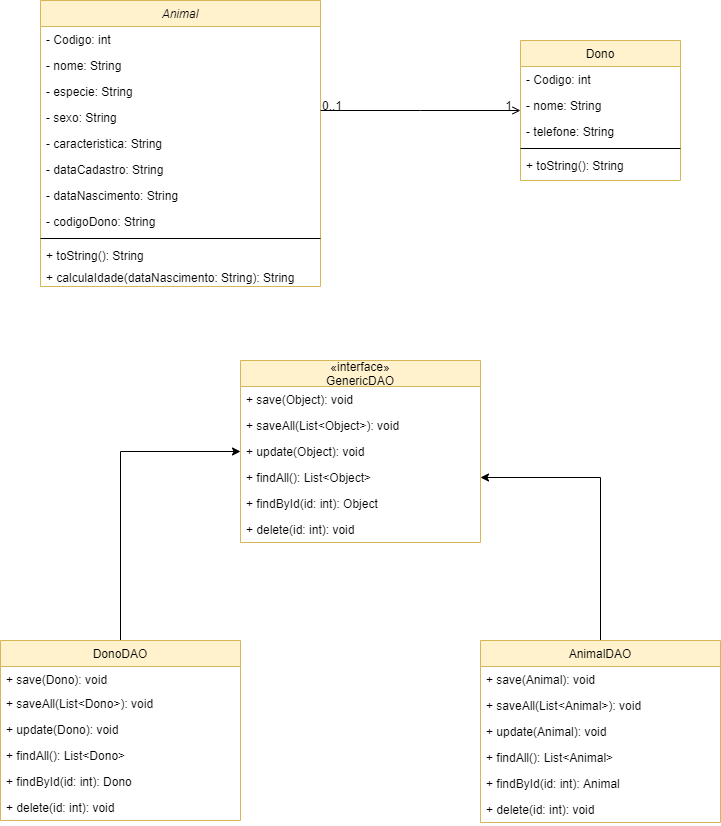 Animal
- Codigo: int
- nome: String
- especie: String
- sexo: String
- caracteristica: String
- dataCadastro: String
- dataNascimento: String
- codigoDono: String
+ toString(): String
+ calculaIdade(dataNascimento: String): String
0..1
1
Dono
- Codigo: int
- nome: String
- telefone: String
+ toString(): String
«interface»
GenericDAO
+ save(Object): void
+ saveAll(List<Object>): void
+ update(Object): void
+ findAll(): List<Object>
+ findById(id: int): Object
+ delete(id: int): void
DonoDAO
+ save(Dono): void
+ saveAll(List<Dono>): void
+ update(Dono): void
+ findAll(): List<Dono>
+ findById(id: int): Dono
+ delete(id: int): void
AnimalDAO
+ save(Animal): void
+ saveAll(List<Animal>): void
+ update(Animal): void
+ findAll(): List<Animal>
+ findById(id: int): Animal
+ delete(id: int): void